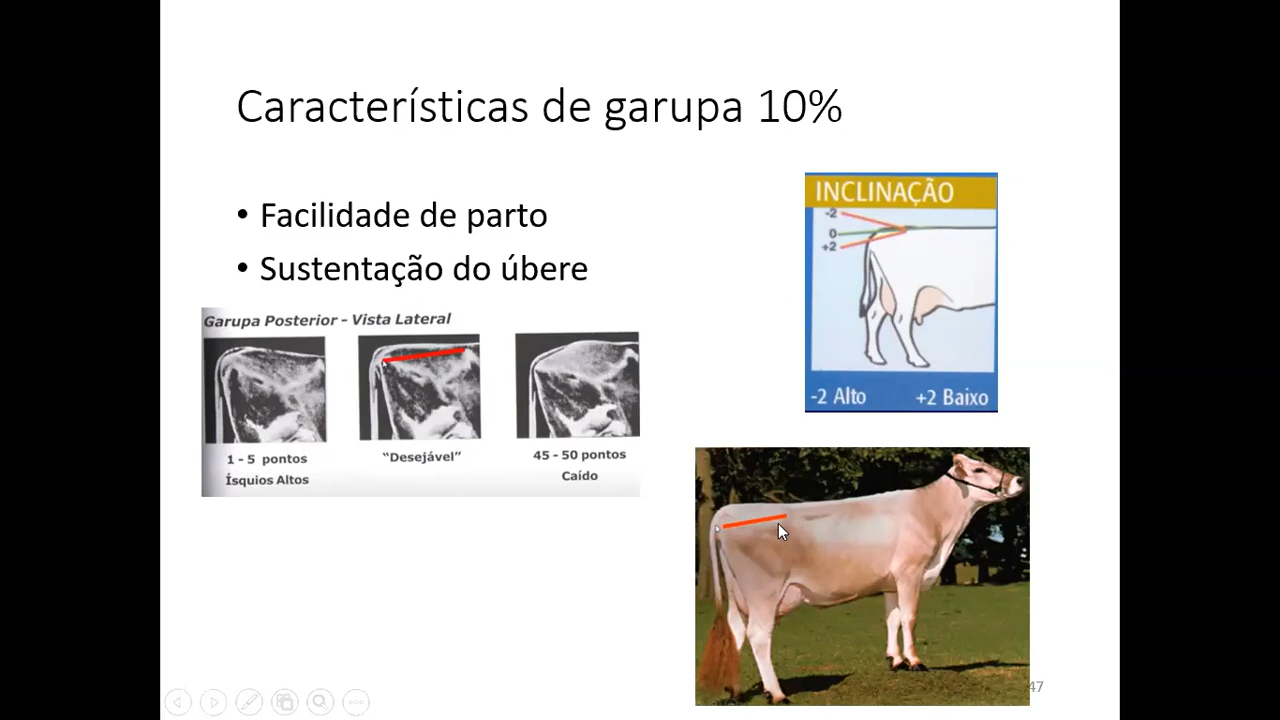 Características de garupa 10%
• Facilidade de parto
• Sustentação do úbere
Garupa Posterior - Vista Lateral
1 - 5 pontos
Ísquios Altos
“Desejável”
45 - 50 pontos
Caído
INCLINAÇÃO
-2
0
+2
-2 Alto
+2 Baixo
47